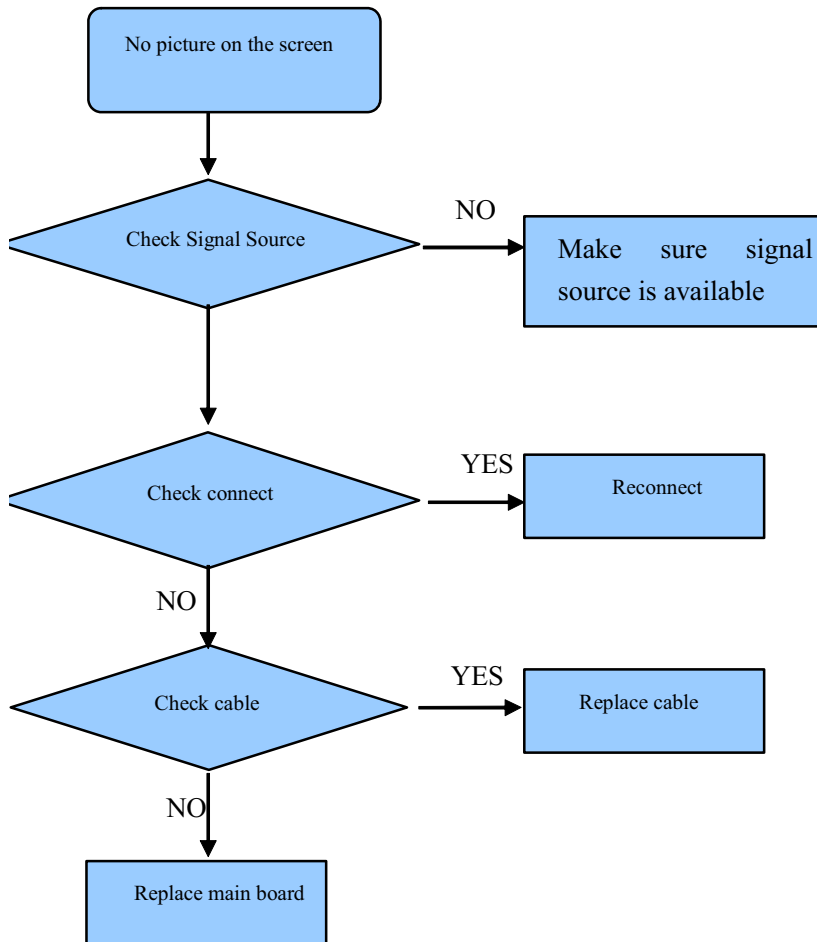 No picture on the screen
Check Signal Source
NO
Make sure signal
source is available
Check connect
YES
Reconnect
NO
Check cable
YES
Replace cable
NO
Replace main board